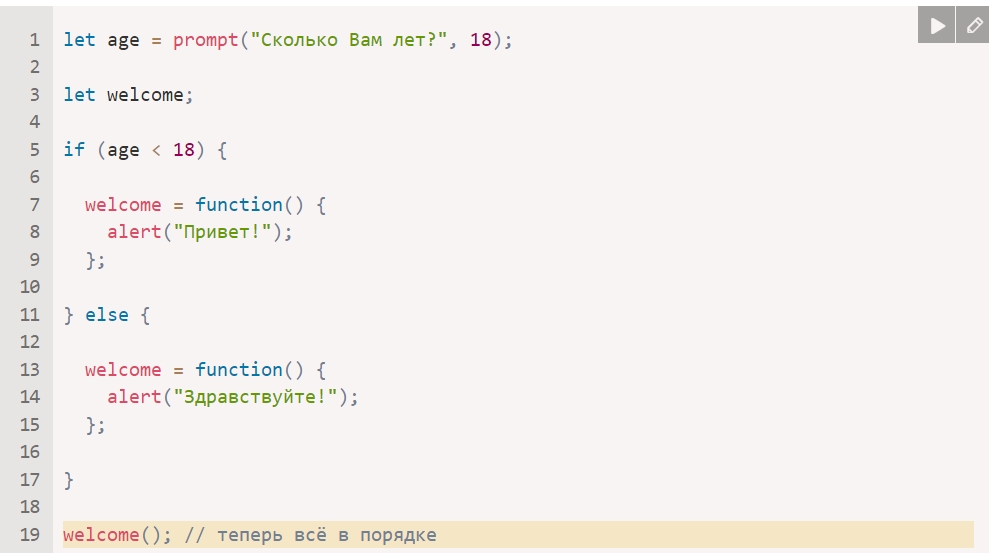 1 let age = prompt("Сколько Вам лет?", 18);
2
3 let welcome;
4
5 if (age < 18) {
6
7   welcome = function() {
8     alert("Привет!");
9   };
10
11 } else {
12
13   welcome = function() {
14     alert("Здравствуйте!");
15   };
16
17 }
18
19 welcome(); // теперь всё в порядке